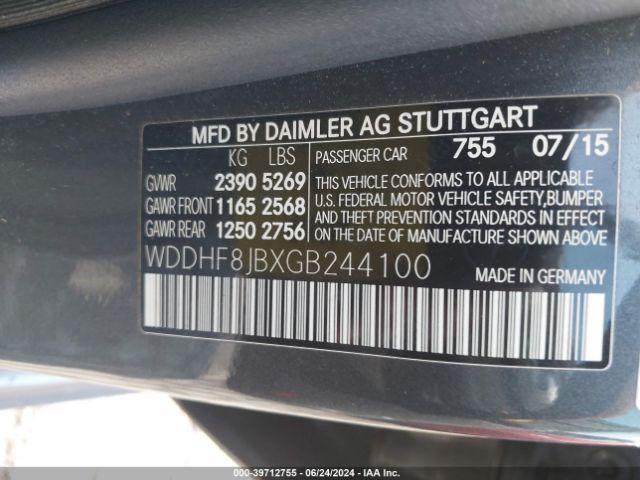 MFD BY DAIMLER AG STUTTGART
KG LBS PASSENGER CAR 755 07/15
GVWR 2390 5269
GAWR FRONT 1165 2568
GAWR REAR 1250 2756
THIS VEHICLE CONFORMS TO ALL APPLICABLE
U.S. FEDERAL MOTOR VEHICLE SAFETY,BUMPER
AND THEFT PREVENTION STANDARDS IN EFFECT
ON THE DATE OF MANUFACTURE SHOWN ABOVE.
WDDHF8JBXGB244100 MADE IN GERMANY
000-39712755 - 06/24/2024 - IAAI.COM